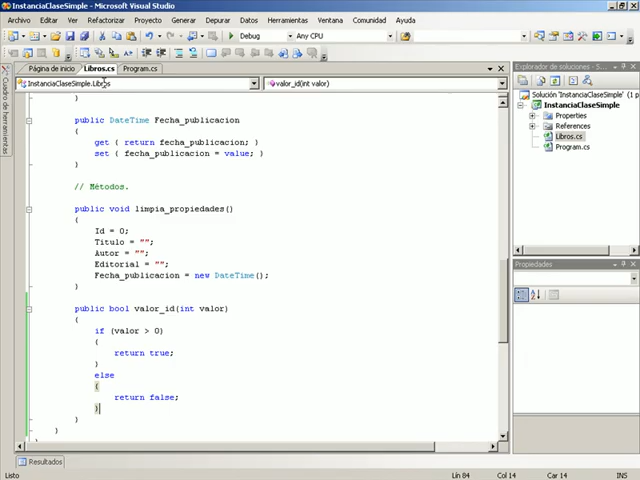 InstanciaClaseSimple - Microsoft Visual Studio
Archivo Editar Ver Refactorizar Proyecto Generar Depurar Datos Herramientas Ventana Comunidad Ayuda
Debug Any CPU
Página de inicio Libros.cs Program.cs
InstanciaClaseSimple.Libros valor_id(int valor)
Cuadro de herramientas
}
public DateTime Fecha_publicacion
{
get { return fecha_publicacion; }
set { fecha_publicacion = value; }
}
// Métodos.
public void limpia_propiedades()
{
Id = 0;
Titulo = "";
Autor = "";
Editorial = "";
Fecha_publicacion = new DateTime();
}
public bool valor_id(int valor)
{
if (valor > 0)
{
return true;
}
else
{
return false;
}
}
}
Explorador de soluciones
Solución 'InstanciaClaseSimple' (1 p
InstanciaClaseSimple
Properties
References
Libros.cs
Program.cs
Propiedades
Resultados
Listo Lín 84 Col 14 Car 14 INS